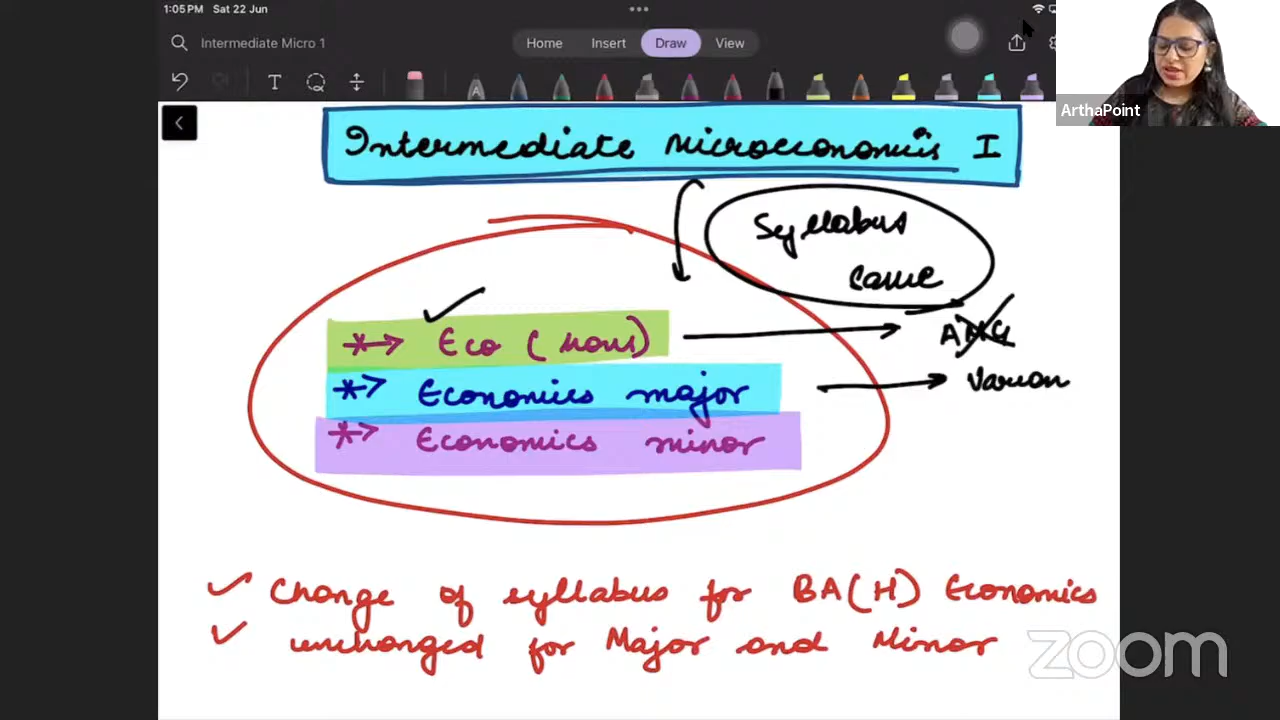 1:05 PM Sat 22 Jun
Intermediate Micro 1
Home Insert Draw View
ArthaPoint
Intermediate Microeconomics I
Syllabus
same
Eco (Hons)
Economics major
Varian
Economics minor
Change of syllabus for BA(H) Economics
unchanged for Major and Minor
zoom